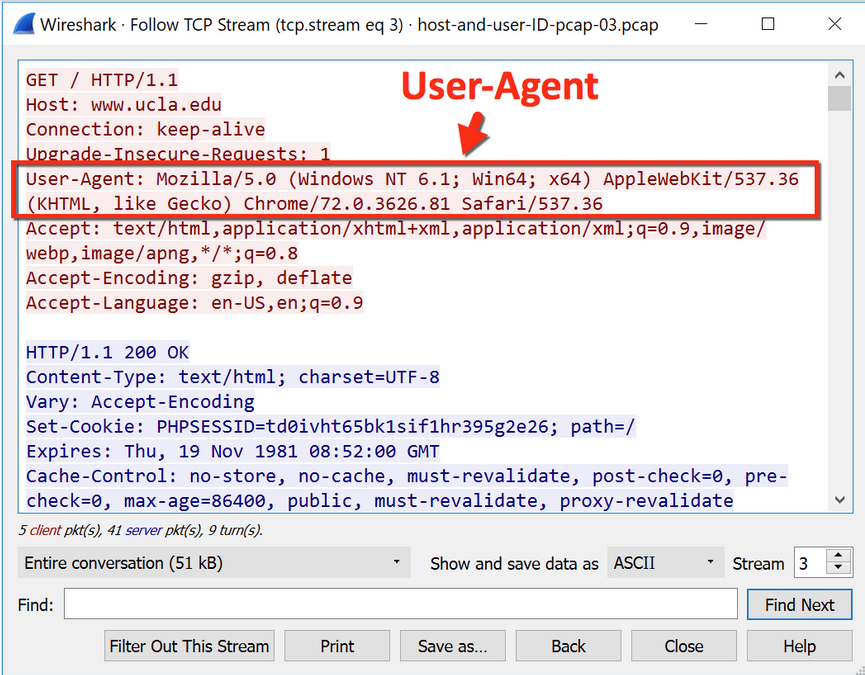 Wireshark · Follow TCP Stream (tcp.stream eq 3) · host-and-user-ID-pcap-03.pcap
User-Agent
GET / HTTP/1.1
Host: www.ucla.edu
Connection: keep-alive
Upgrade-Insecure-Requests: 1
User-Agent: Mozilla/5.0 (Windows NT 6.1; Win64; x64) AppleWebKit/537.36
(KHTML, like Gecko) Chrome/72.0.3626.81 Safari/537.36
Accept: text/html,application/xhtml+xml,application/xml;q=0.9,image/
webp,image/apng,*/*;q=0.8
Accept-Encoding: gzip, deflate
Accept-Language: en-US,en;q=0.9
HTTP/1.1 200 OK
Content-Type: text/html; charset=UTF-8
Vary: Accept-Encoding
Set-Cookie: PHPSESSID=td0ivht65bk1sif1hr395g2e26; path=/
Expires: Thu, 19 Nov 1981 08:52:00 GMT
Cache-Control: no-store, no-cache, must-revalidate, post-check=0, pre-
check=0, max-age=86400, public, must-revalidate, proxy-revalidate
5 client pkt(s), 41 server pkt(s), 9 turn(s).
Entire conversation (51 kB) Show and save data as ASCII Stream 3
Find: Find Next
Filter Out This Stream Print Save as... Back Close Help